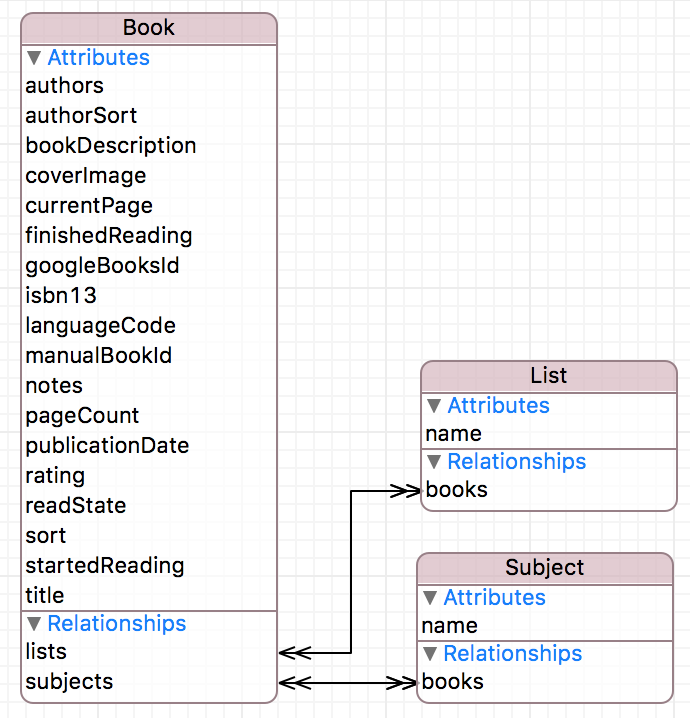 Book
Attributes
authors
authorSort
bookDescription
coverImage
currentPage
finishedReading
googleBooksId
isbn13
languageCode
manualBookId
notes
pageCount
publicationDate
rating
readState
sort
startedReading
title
Relationships
lists
subjects
List
Attributes
name
Relationships
books
Subject
Attributes
name
Relationships
books